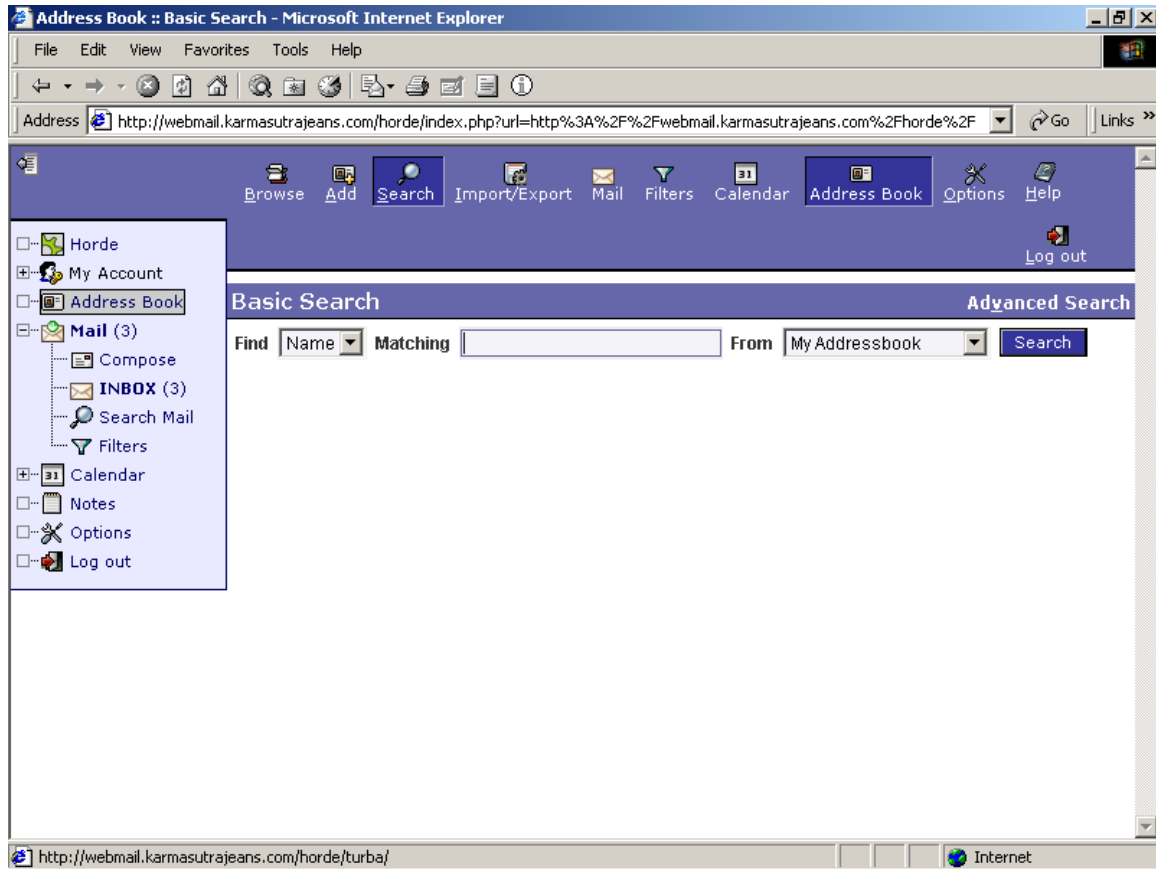 Address Book :: Basic Search - Microsoft Internet Explorer
File Edit View Favorites Tools Help
Address http://webmail.karmasutrajeans.com/horde/index.php?url=http%3A%2F%2Fwebmail.karmasutrajeans.com%2Fhorde%2F Go Links »
Browse Add Search Import/Export Mail Filters 31 Calendar Address Book Options Help
Log out
Horde
My Account
Address Book
Mail (3)
Compose
INBOX (3)
Search Mail
Filters
31 Calendar
Notes
Options
Log out
Basic Search Advanced Search
Find Name Matching From My Addressbook Search
http://webmail.karmasutrajeans.com/horde/turba/ Internet